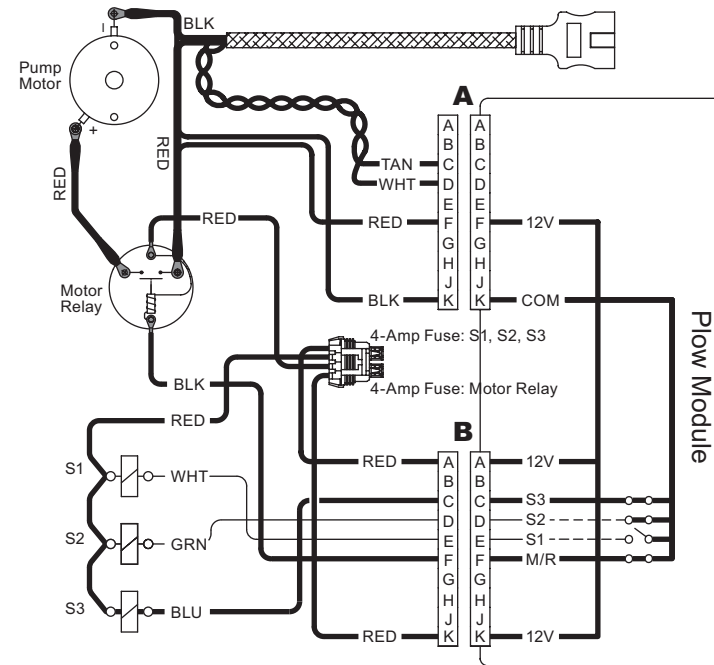 BLK
Pump
Motor
–
+
RED
RED
RED
Motor
Relay
BLK
RED
S1
WHT
S2
GRN
S3
BLU
TAN
WHT
RED
BLK
4-Amp Fuse: S1, S2, S3
4-Amp Fuse: Motor Relay
RED
RED
A
A
B
C
D
E
F
G
H
J
K
A
B
C
D
E
F
G
H
J
K
12V
COM
B
A
B
C
D
E
F
G
H
J
K
A
B
C
D
E
F
G
H
J
K
12V
S3
S2
S1
M/R
12V
Plow Module